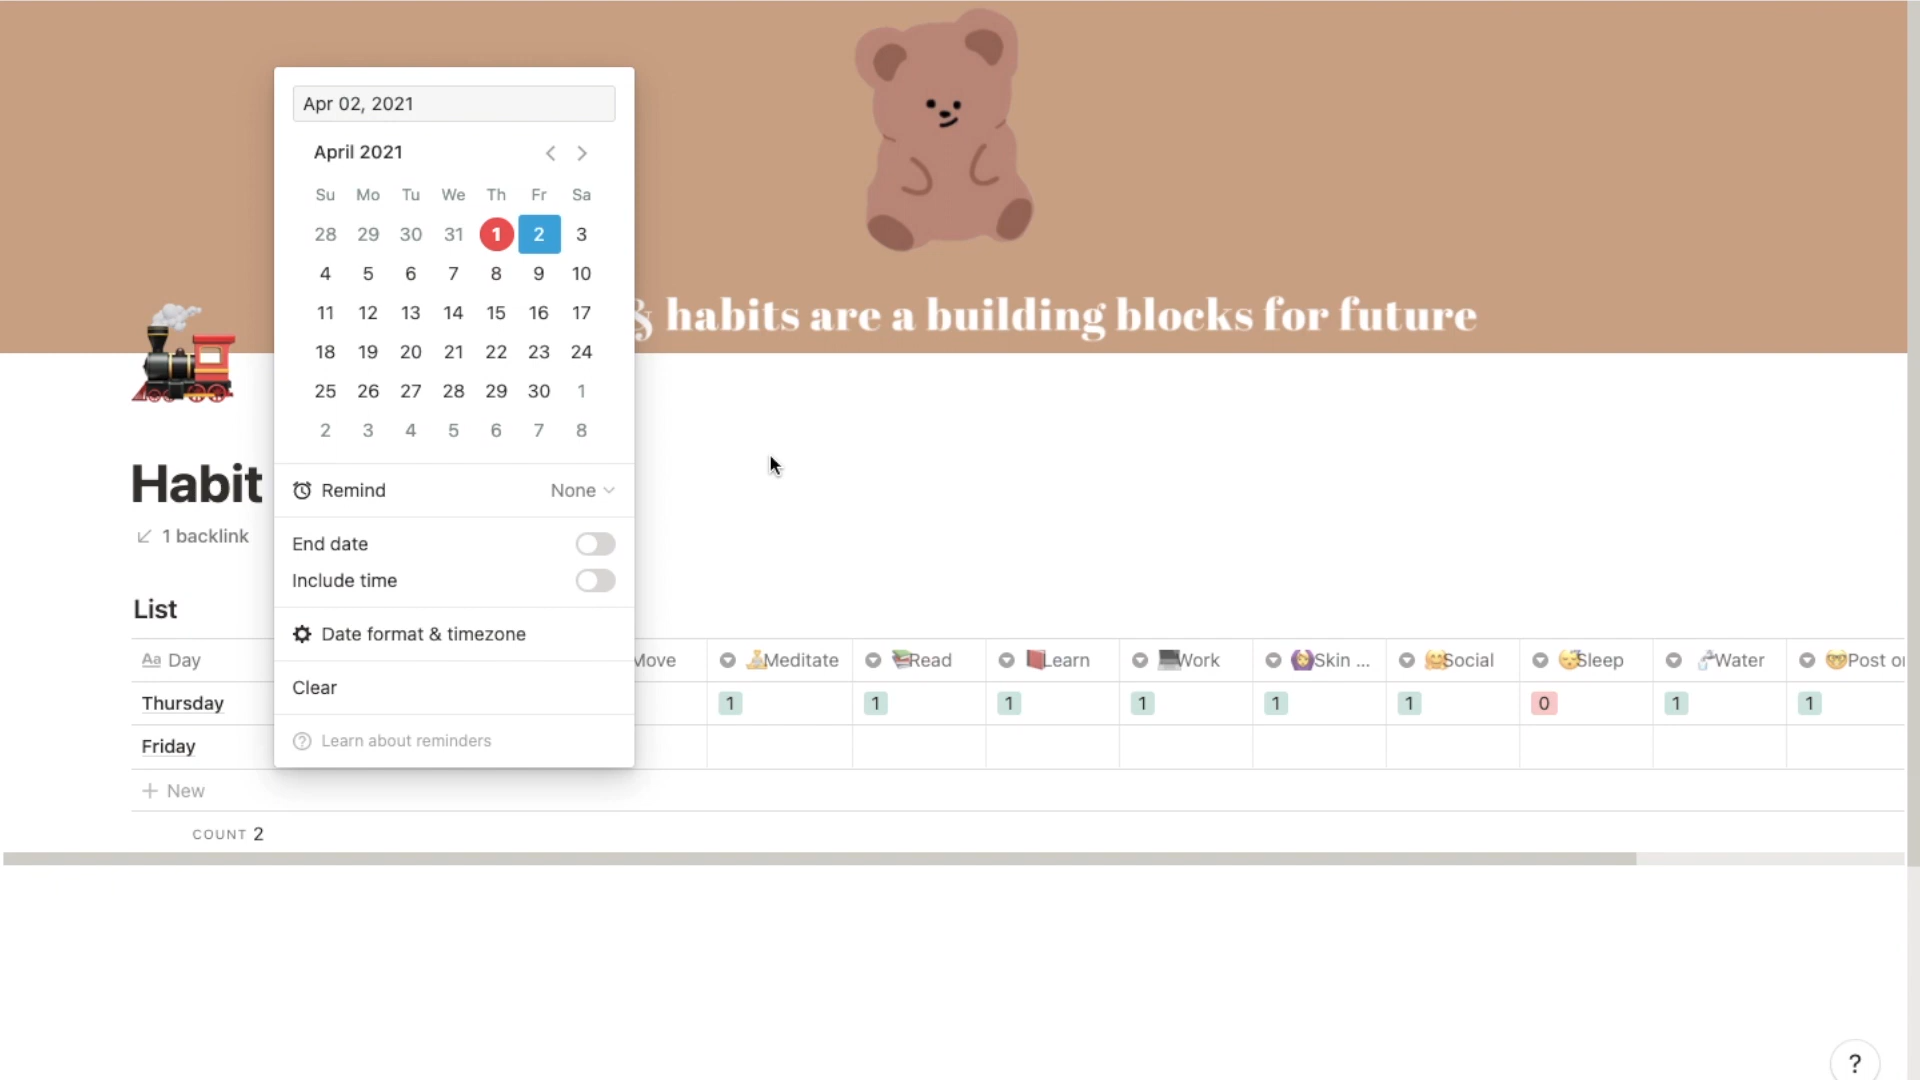 Apr 02, 2021
April 2021
Su Mo Tu We Th Fr Sa
28 29 30 31 1 2 3
4 5 6 7 8 9 10
11 12 13 14 15 16 17
18 19 20 21 22 23 24
25 26 27 28 29 30 1
2 3 4 5 6 7 8
Remind None
End date
Include time
Date format & timezone
Clear
Learn about reminders
& habits are a building blocks for future
Habit
1 backlink
List
Aa Day Move Meditate Read Learn Work Skin ... Social Sleep Water Post
Thursday 1 1 1 1 1 1 0 1 1
Friday
+ New
COUNT 2
?